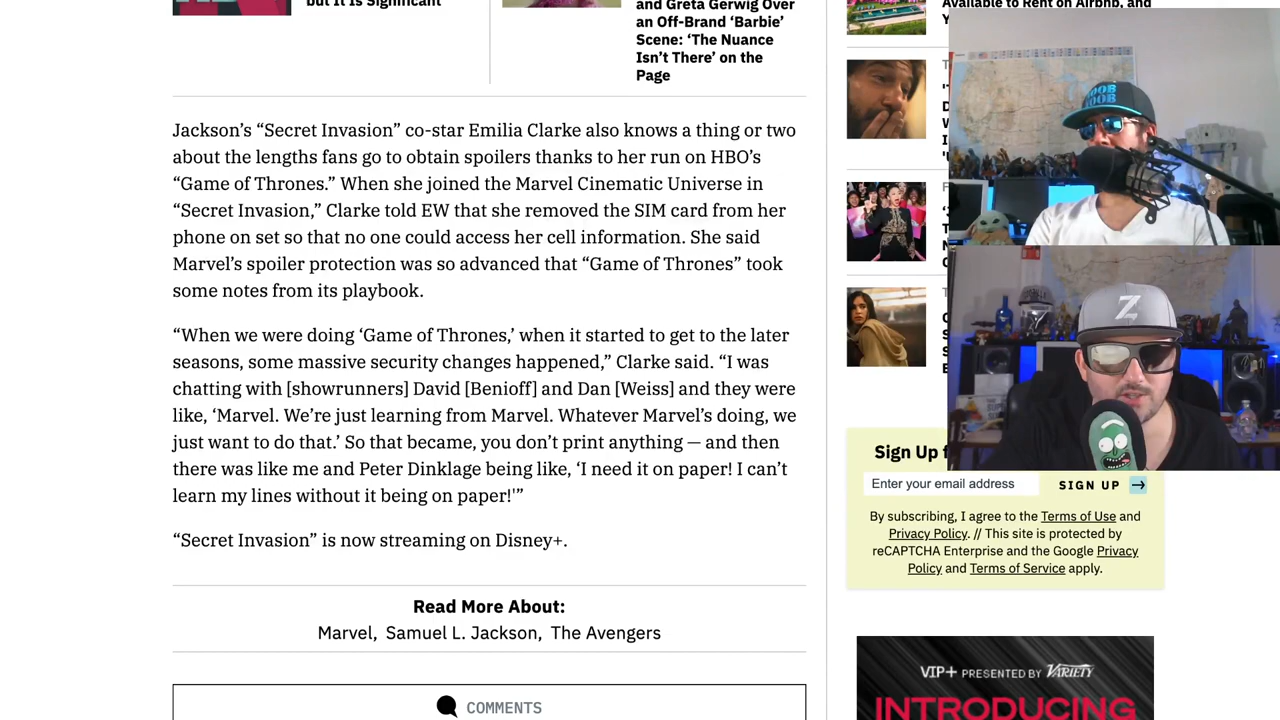 but It Is Significant
and Greta Gerwig Over
an Off-Brand ‘Barbie’
Scene: ‘The Nuance
Isn’t There’ on the
Page
Jackson’s “Secret Invasion” co-star Emilia Clarke also knows a thing or two
about the lengths fans go to obtain spoilers thanks to her run on HBO’s
“Game of Thrones.” When she joined the Marvel Cinematic Universe in
“Secret Invasion,” Clarke told EW that she removed the SIM card from her
phone on set so that no one could access her cell information. She said
Marvel’s spoiler protection was so advanced that “Game of Thrones” took
some notes from its playbook.
“When we were doing ‘Game of Thrones,’ when it started to get to the later
seasons, some massive security changes happened,” Clarke said. “I was
chatting with [showrunners] David [Benioff] and Dan [Weiss] and they were
like, ‘Marvel. We’re just learning from Marvel. Whatever Marvel’s doing, we
just want to do that.’ So that became, you don’t print anything — and then
there was like me and Peter Dinklage being like, ‘I need it on paper! I can’t
learn my lines without it being on paper!'”
“Secret Invasion” is now streaming on Disney+.
Read More About:
Marvel, Samuel L. Jackson, The Avengers
COMMENTS
Available to Rent on Airbnb, and
NOOB
NOOB
Z
Sign Up
Enter your email address
SIGN UP →
By subscribing, I agree to the Terms of Use and
Privacy Policy. // This site is protected by
reCAPTCHA Enterprise and the Google Privacy
Policy and Terms of Service apply.
VIP+ PRESENTED BY VARIETY
INTRODUCING